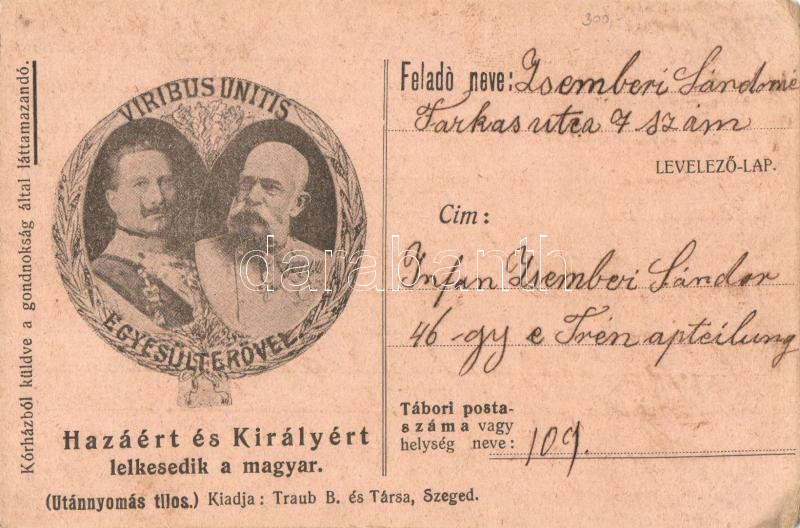 300.-
Kórházból küldve a gondnokság által láttamazandó.
VIRIBUS UNITIS
EGYESÜLT ERŐVEL.
Hazáért és Királyért
lelkesedik a magyar.
(Utánnyomás tilos.) Kiadja: Traub B. és Társa, Szeged.
Feladò neve: Zsemberi Sándorné
Farkas utca 7 szám
LEVELEZŐ-LAP.
Cim:
Infan Zsemberi Sándor
46-gy e Trén apteilung
Tábori posta-
száma vagy
helység neve: 109.
darabanth